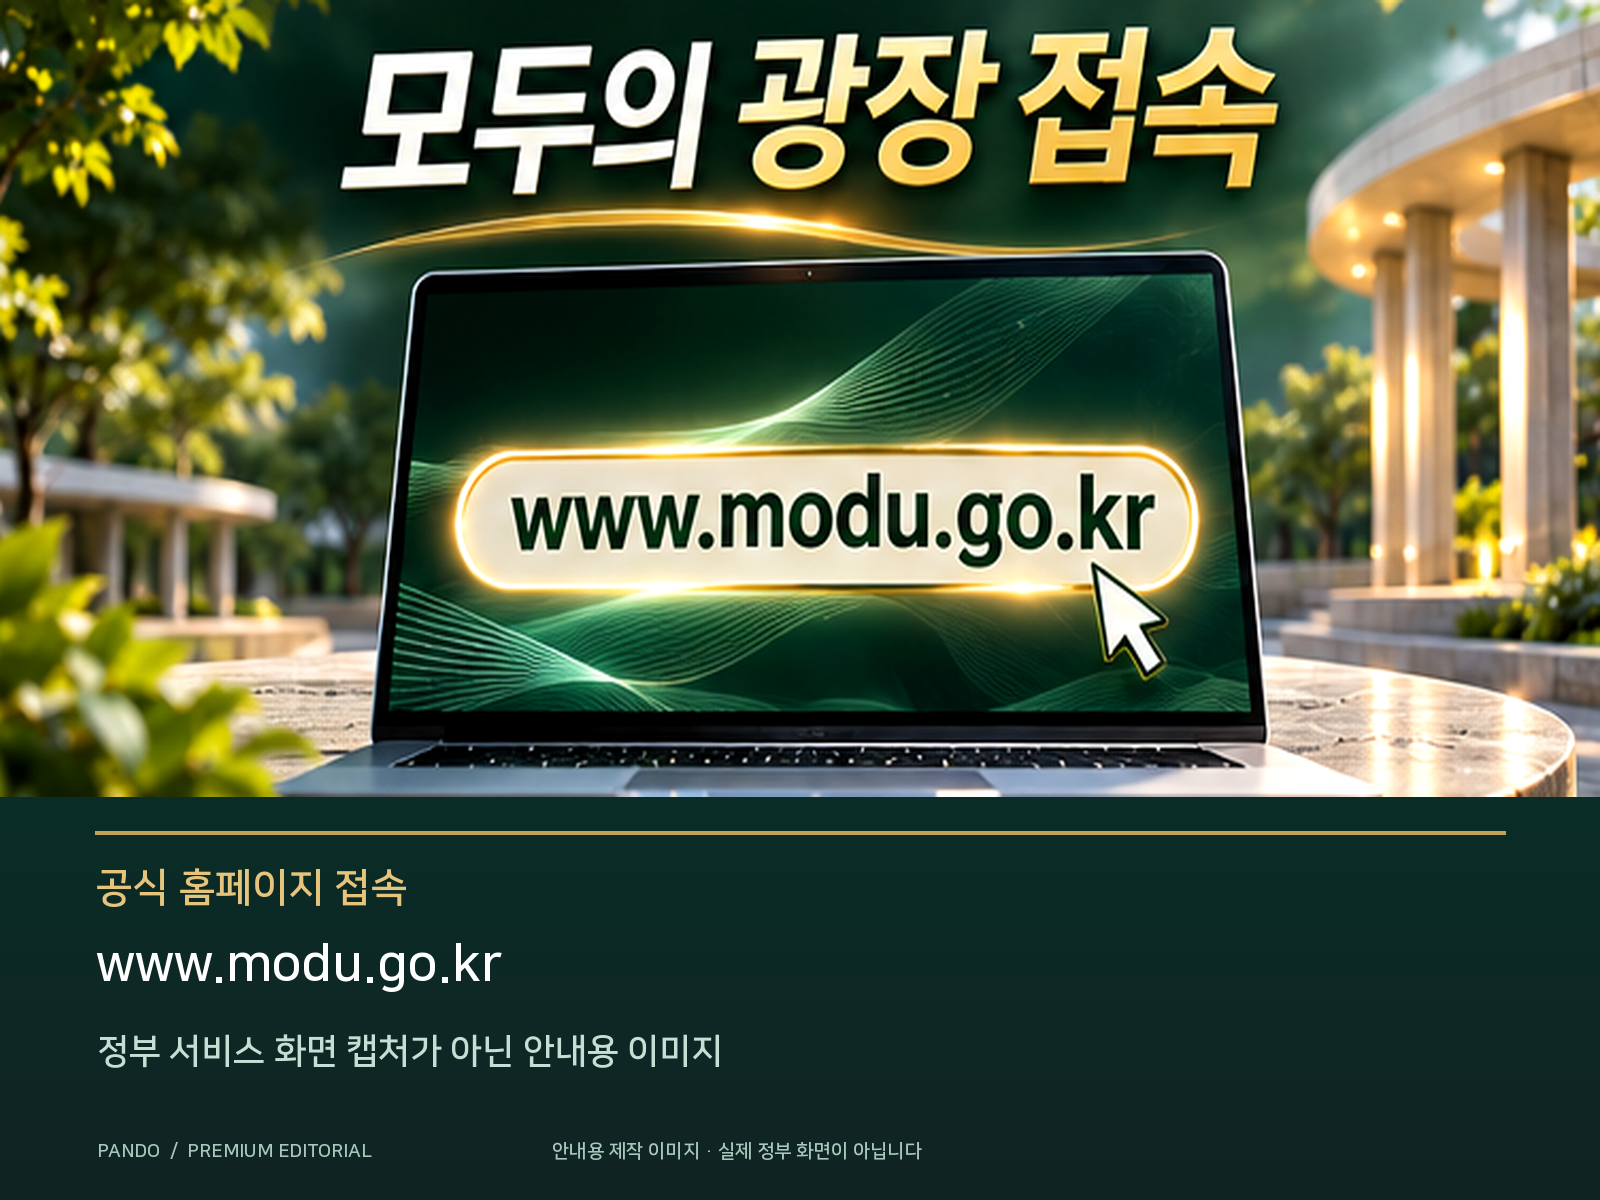 모두의 광장 접속
www.modu.go.kr
공식 홈페이지 접속
www.modu.go.kr
정부 서비스 화면 캡처가 아닌 안내용 이미지
PANDO / PREMIUM EDITORIAL
안내용 제작 이미지 · 실제 정부 화면이 아닙니다